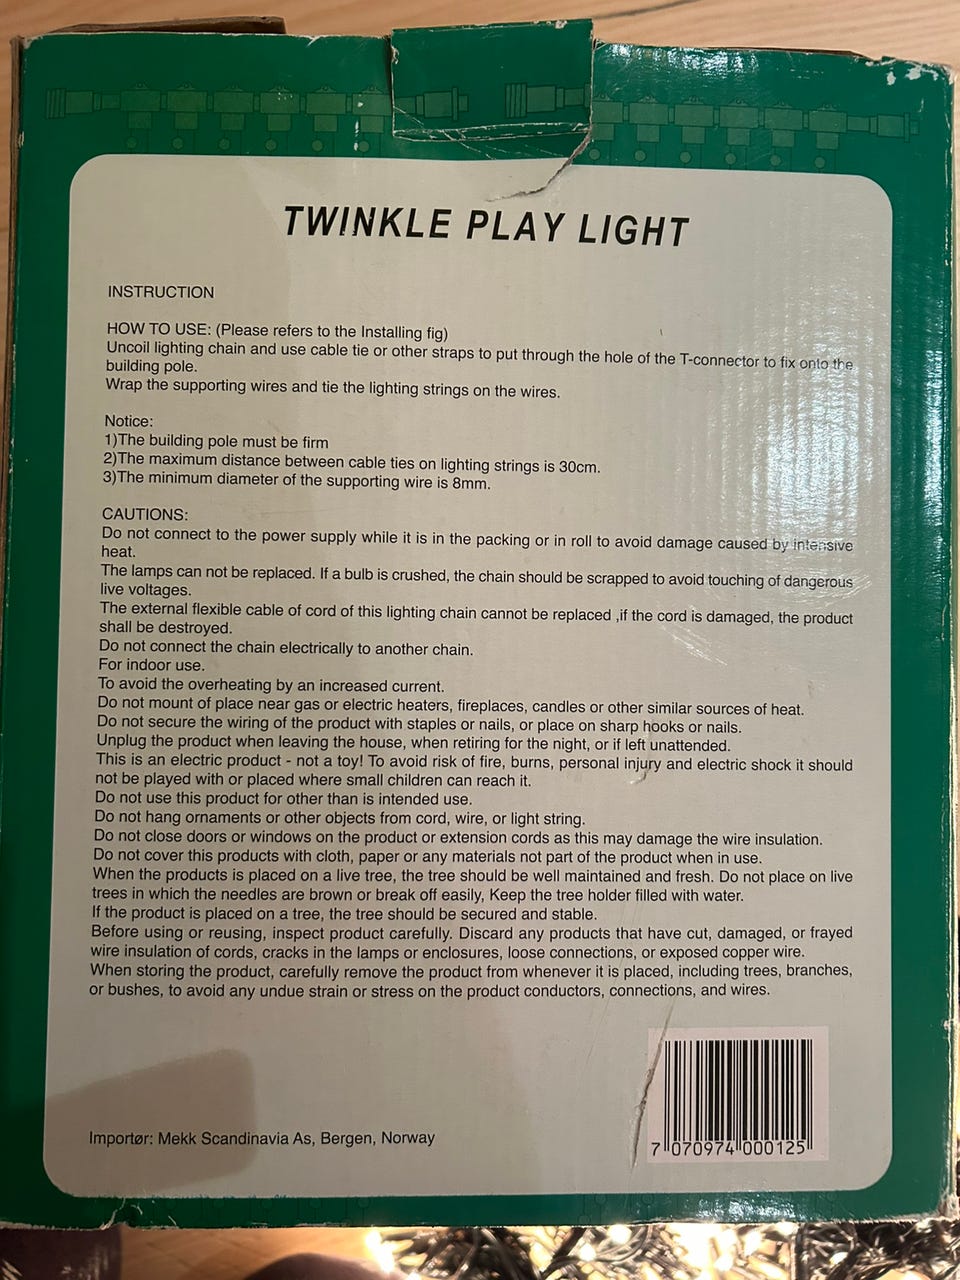 TWINKLE PLAY LIGHT
INSTRUCTION
HOW TO USE: (Please refers to the Installing fig)
Uncoil lighting chain and use cable tie or other straps to put through the hole of the T-connector to fix onto the
building pole.
Wrap the supporting wires and tie the lighting strings on the wires.
Notice:
1)The building pole must be firm
2)The maximum distance between cable ties on lighting strings is 30cm.
3)The minimum diameter of the supporting wire is 8mm.
CAUTIONS:
Do not connect to the power supply while it is in the packing or in roll to avoid damage caused by intensive
heat.
The lamps can not be replaced. If a bulb is crushed, the chain should be scrapped to avoid touching of dangerous
live voltages.
The external flexible cable of cord of this lighting chain cannot be replaced ,if the cord is damaged, the product
shall be destroyed.
Do not connect the chain electrically to another chain.
For indoor use.
To avoid the overheating by an increased current.
Do not mount of place near gas or electric heaters, fireplaces, candles or other similar sources of heat.
Do not secure the wiring of the product with staples or nails, or place on sharp hooks or nails.
Unplug the product when leaving the house, when retiring for the night, or if left unattended.
This is an electric product - not a toy! To avoid risk of fire, burns, personal injury and electric shock it should
not be played with or placed where small children can reach it.
Do not use this product for other than is intended use.
Do not hang ornaments or other objects from cord, wire, or light string.
Do not close doors or windows on the product or extension cords as this may damage the wire insulation.
Do not cover this products with cloth, paper or any materials not part of the product when in use.
When the products is placed on a live tree, the tree should be well maintained and fresh. Do not place on live
trees in which the needles are brown or break off easily, Keep the tree holder filled with water.
If the product is placed on a tree, the tree should be secured and stable.
Before using or reusing, inspect product carefully. Discard any products that have cut, damaged, or frayed
wire insulation of cords, cracks in the lamps or enclosures, loose connections, or exposed copper wire.
When storing the product, carefully remove the product from whenever it is placed, including trees, branches,
or bushes, to avoid any undue strain or stress on the product conductors, connections, and wires.
Importør: Mekk Scandinavia As, Bergen, Norway
7 070974 000125